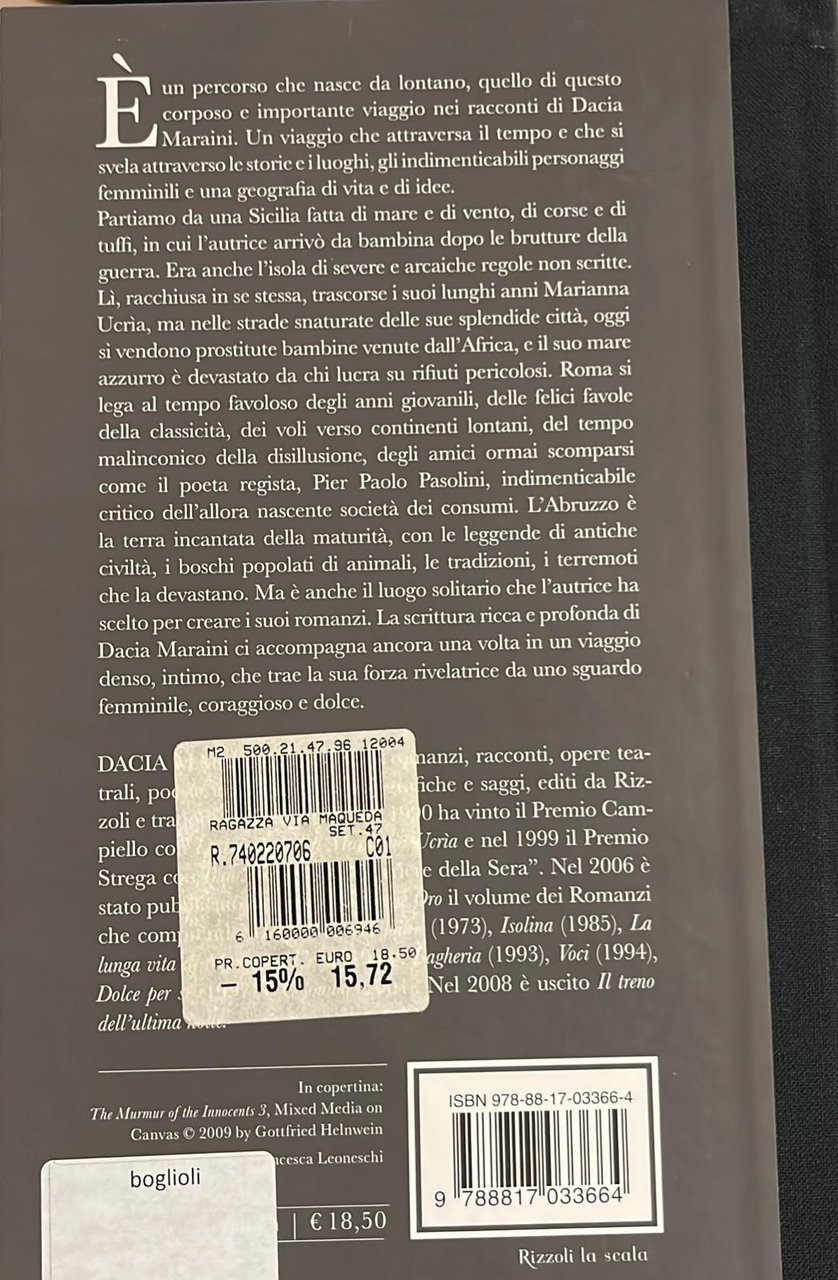 È un percorso che nasce da lontano, quello di questo
corposo e importante viaggio nei racconti di Dacia
Maraini. Un viaggio che attraversa il tempo e che si
svela attraverso le storie e i luoghi, gli indimenticabili personaggi
femminili e una geografia di vita e di idee.
Partiamo da una Sicilia fatta di mare e di vento, di corse e di
tuffi, in cui l'autrice arrivò da bambina dopo le brutture della
guerra. Era anche l'isola di severe e arcaiche regole non scritte.
Lì, racchiusa in se stessa, trascorse i suoi lunghi anni Marianna
Ucrìa, ma nelle strade snaturate delle sue splendide città, oggi
si vendono prostitute bambine venute dall'Africa, e il suo mare
azzurro è devastato da chi lucra su rifiuti pericolosi. Roma si
lega al tempo favoloso degli anni giovanili, delle felici favole
della classicità, dei voli verso continenti lontani, del tempo
malinconico della disillusione, degli amici ormai scomparsi
come il poeta regista, Pier Paolo Pasolini, indimenticabile
critico dell'allora nascente società dei consumi. L'Abruzzo è
la terra incantata della maturità, con le leggende di antiche
civiltà, i boschi popolati di animali, le tradizioni, i terremoti
che la devastano. Ma è anche il luogo solitario che l'autrice ha
scelto per creare i suoi romanzi. La scrittura ricca e profonda di
Dacia Maraini ci accompagna ancora una volta in un viaggio
denso, intimo, che trae la sua forza rivelatrice da uno sguardo
femminile, coraggioso e dolce.
DACIA manzi, racconti, opere tea-
trali, po fiche e saggi, editi da Riz-
zoli e tra 00 ha vinto il Premio Cam-
piello co Ucrìa e nel 1999 il Premio
Strega c e della Sera”. Nel 2006 è
stato pub Oro il volume dei Romanzi
che com (1973), Isolina (1985), La
lunga vita agheria (1993), Voci (1994),
Dolce per Nel 2008 è uscito Il treno
dell'ultima
M2 500.21.47.96 12004
RAGAZZA VIA MAQUEDA
SET.47
R.740220706 C01
6 160000 006946
PR.COPERT. EURO 18.50
- 15% 15,72
In copertina:
The Murmur of the Innocents 3, Mixed Media on
Canvas © 2009 by Gottfried Helnwein
ncesca Leoneschi
boglioli
| € 18,50
ISBN 978-88-17-03366-4
9 788817 033664
Rizzoli la scala